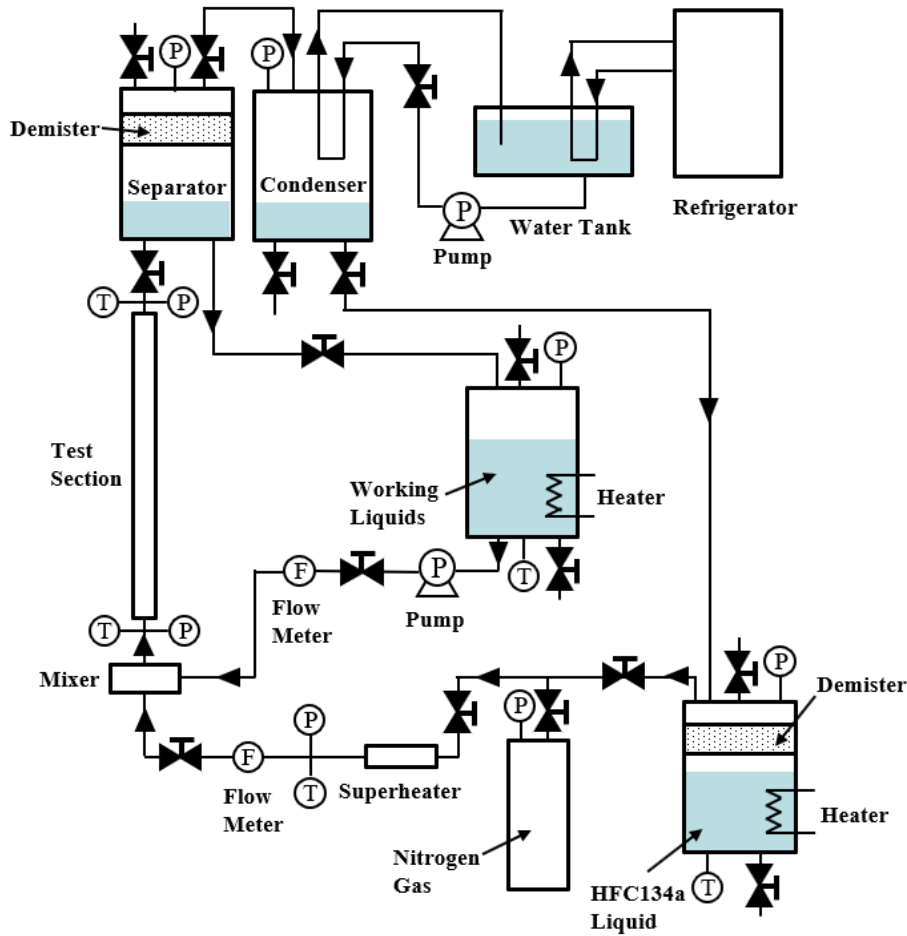 P
P
Demister
Separator
Condenser
P
Pump
Water Tank
Refrigerator
T
P
P
Test
Section
Working
Liquids
Heater
F
P
T
Flow
Meter
Pump
T
P
Mixer
P
P
P
Demister
F
T
Superheater
Flow
Meter
Heater
Nitrogen
Gas
T
HFC134a
Liquid